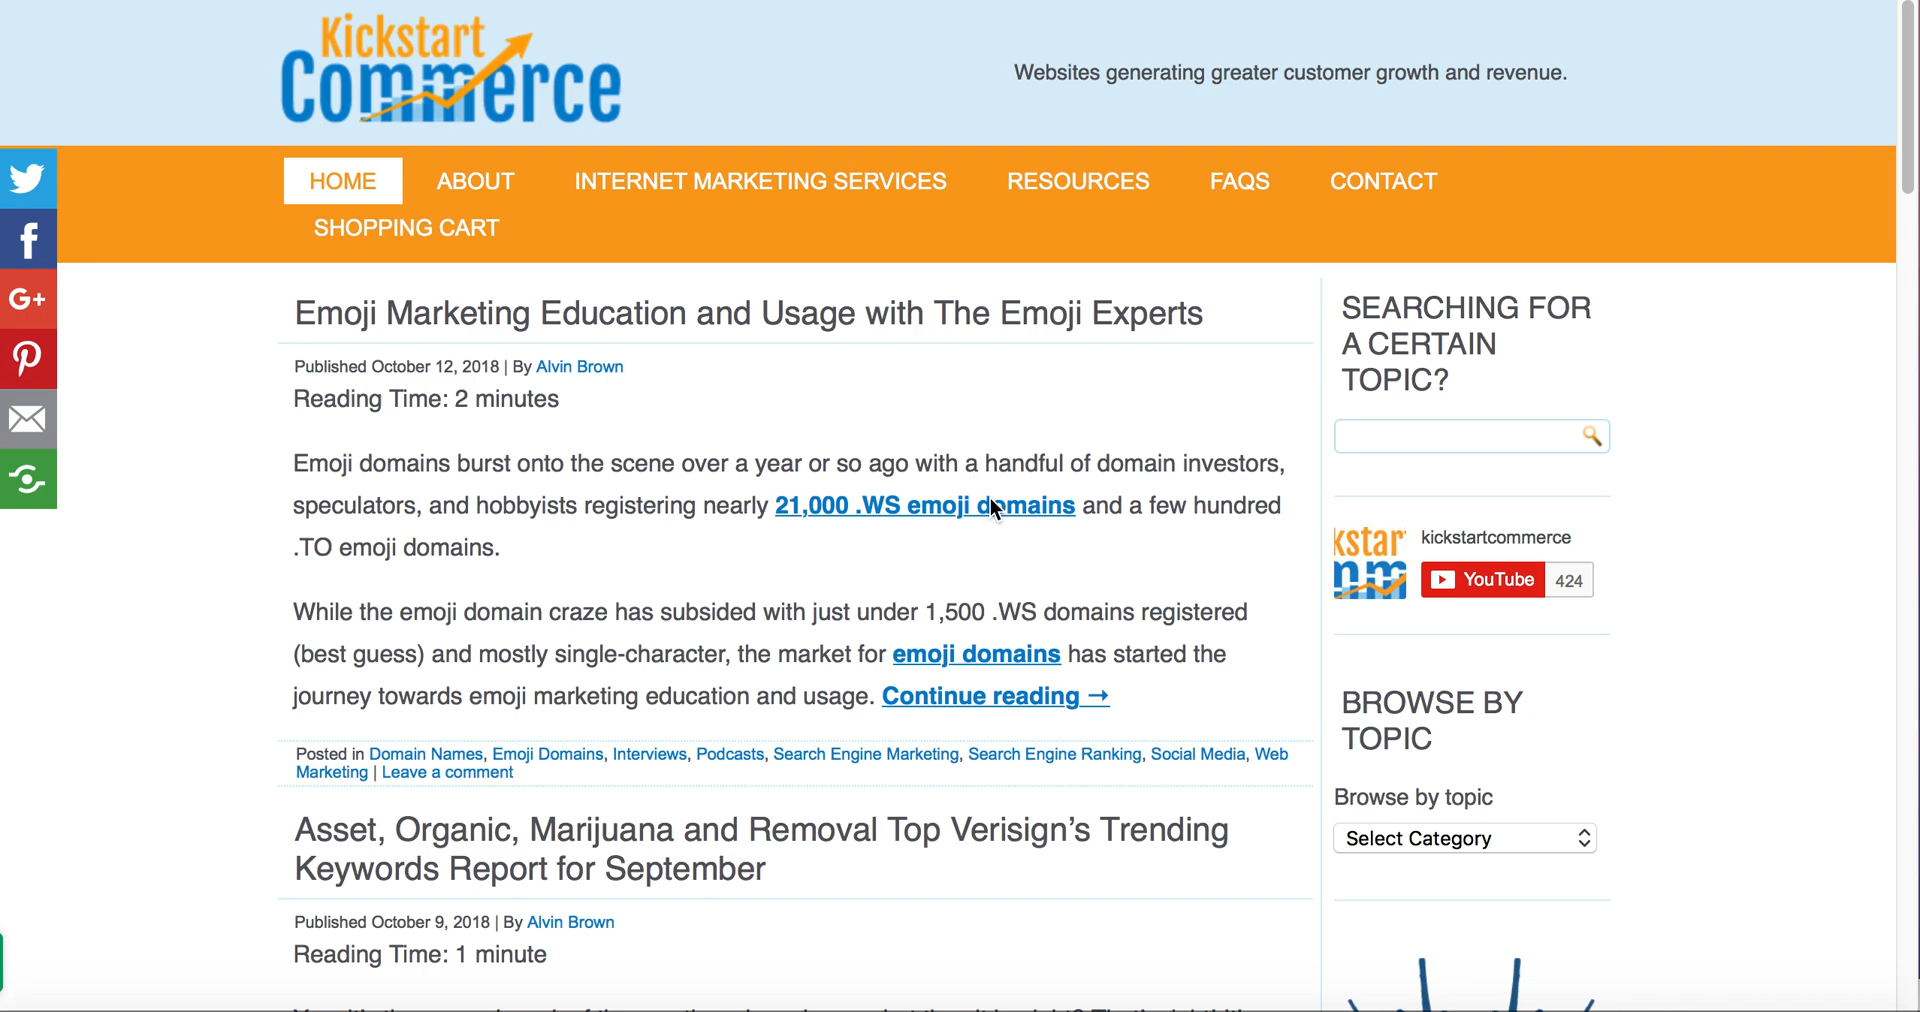 Kickstart
Commerce
Websites generating greater customer growth and revenue.
HOME
ABOUT
INTERNET MARKETING SERVICES
RESOURCES
FAQS
CONTACT
SHOPPING CART
G+
Emoji Marketing Education and Usage with The Emoji Experts
Published October 12, 2018 | By Alvin Brown
Reading Time: 2 minutes
Emoji domains burst onto the scene over a year or so ago with a handful of domain investors,
speculators, and hobbyists registering nearly 21,000 .WS emoji domains and a few hundred
.TO emoji domains.
While the emoji domain craze has subsided with just under 1,500 .WS domains registered
(best guess) and mostly single-character, the market for emoji domains has started the
journey towards emoji marketing education and usage. Continue reading →
Posted in Domain Names, Emoji Domains, Interviews, Podcasts, Search Engine Marketing, Search Engine Ranking, Social Media, Web
Marketing | Leave a comment
Asset, Organic, Marijuana and Removal Top Verisign's Trending
Keywords Report for September
Published October 9, 2018 | By Alvin Brown
Reading Time: 1 minute
SEARCHING FOR
A CERTAIN
TOPIC?
kickstartcommerce
YouTube 424
BROWSE BY
TOPIC
Browse by topic
Select Category